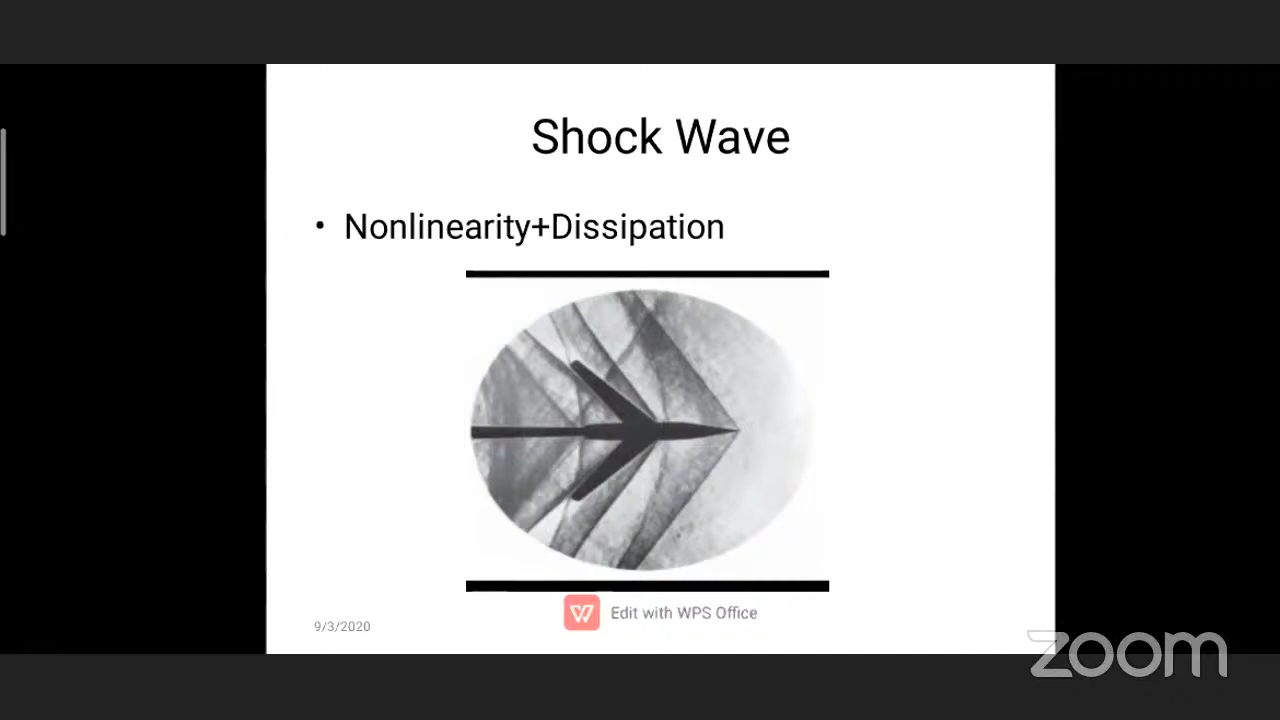 Shock Wave
• Nonlinearity+Dissipation
Edit with WPS Office
9/3/2020
zoom